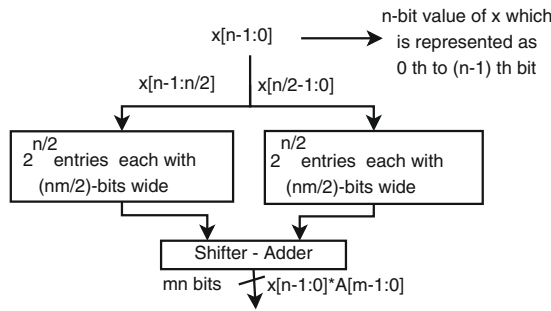 x[n-1:0]
n-bit value of x which
is represented as
0 th to (n-1) th bit
x[n-1:n/2]
x[n/2-1:0]
n/2
2 entries each with
(nm/2)-bits wide
n/2
2 entries each with
(nm/2)-bits wide
Shifter - Adder
mn bits
x[n-1:0]*A[m-1:0]